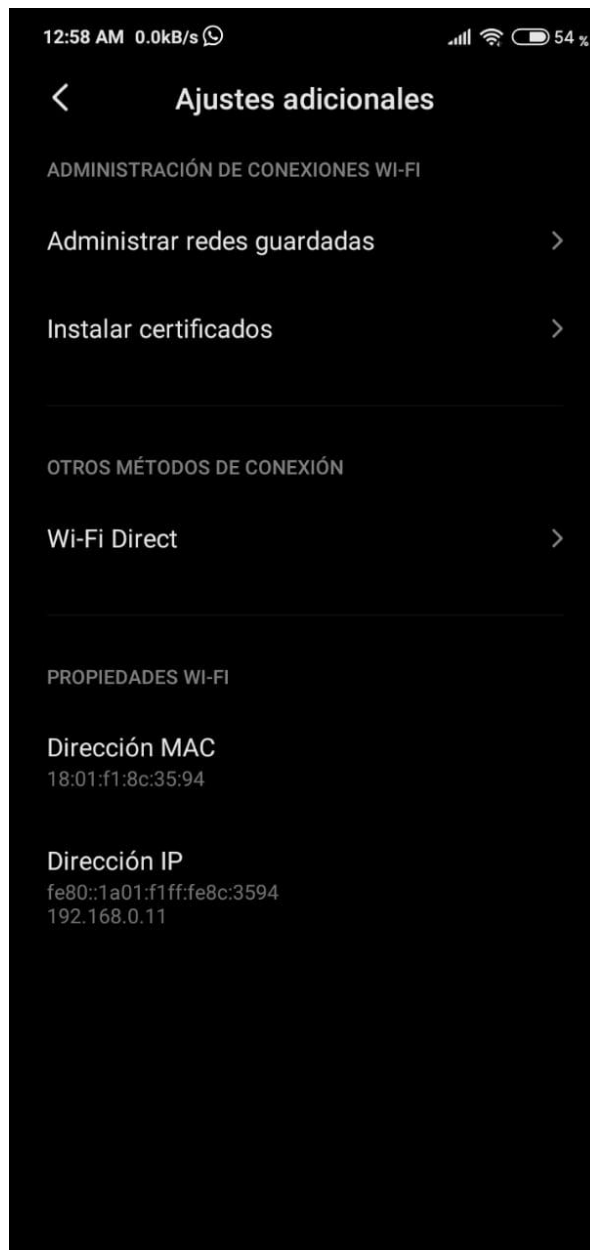 12:58 AM 0.0kB/s 54 %
Ajustes adicionales
ADMINISTRACIÓN DE CONEXIONES WI-FI
Administrar redes guardadas
Instalar certificados
OTROS MÉTODOS DE CONEXIÓN
Wi-Fi Direct
PROPIEDADES WI-FI
Dirección MAC
18:01:f1:8c:35:94
Dirección IP
fe80::1a01:f1ff:fe8c:3594
192.168.0.11